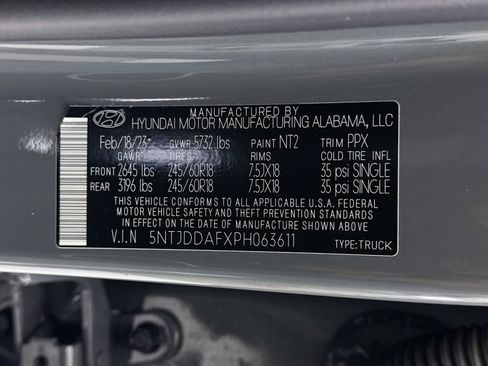 MANUFACTURED BY
HYUNDAI MOTOR MANUFACTURING ALABAMA, LLC
Feb/18/23 GVWR 5732 lbs PAINT NT2 TRIM PPX
GAWR TIRES RIMS COLD TIRE INFL
FRONT 2645 lbs 245/60R18 7.5JX18 35 psi SINGLE
REAR 3196 lbs 245/60R18 7.5JX18 35 psi SINGLE
THIS VEHICLE CONFORMS TO ALL APPLICABLE U.S.A. FEDERAL
MOTOR VEHICLE SAFETY AND THEFT PREVENTION STANDARDS
IN EFFECT ON THE DATE OF MANUFACTURE SHOWN ABOVE.
V.I.N 5NTJDDAFXPH063611 TYPE:TRUCK